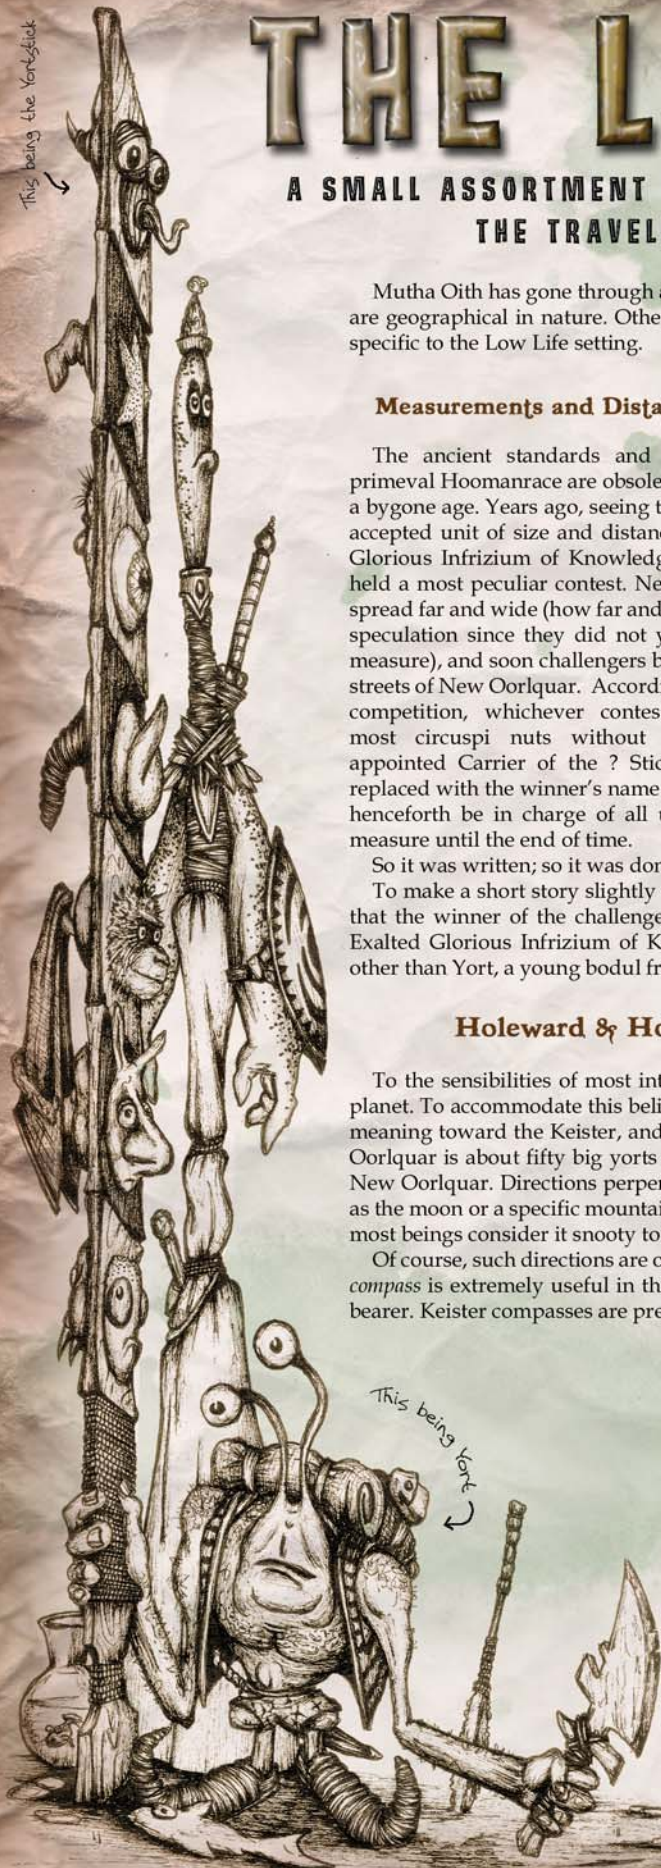 This being the Yortstick
THE L
A SMALL ASSORTMENT
THE TRAVEL
Mutha Oith has gone through a
are geographical in nature. Othe
specific to the Low Life setting.
Measurements and Dista
The ancient standards and
primeval Hoomanrace are obsole
a bygone age. Years ago, seeing t
accepted unit of size and distan
Glorious Infrizium of Knowledg
held a most peculiar contest. Ne
spread far and wide (how far and
speculation since they did not y
measure), and soon challengers b
streets of New Oorlquar. Accordi
competition, whichever contes
most circuspi nuts without
appointed Carrier of the ? Stic
replaced with the winner's name
henceforth be in charge of all u
measure until the end of time.
So it was written; so it was don
To make a short story slightly
that the winner of the challenge
Exalted Glorious Infrizium of K
other than Yort, a young bodul fr
Holeward & Ho
To the sensibilities of most int
planet. To accommodate this beli
meaning toward the Keister, and
Oorlquar is about fifty big yorts
New Oorlquar. Directions perper
as the moon or a specific mountai
most beings consider it snooty to
Of course, such directions are o
compass is extremely useful in th
bearer. Keister compasses are pre
This being Yort